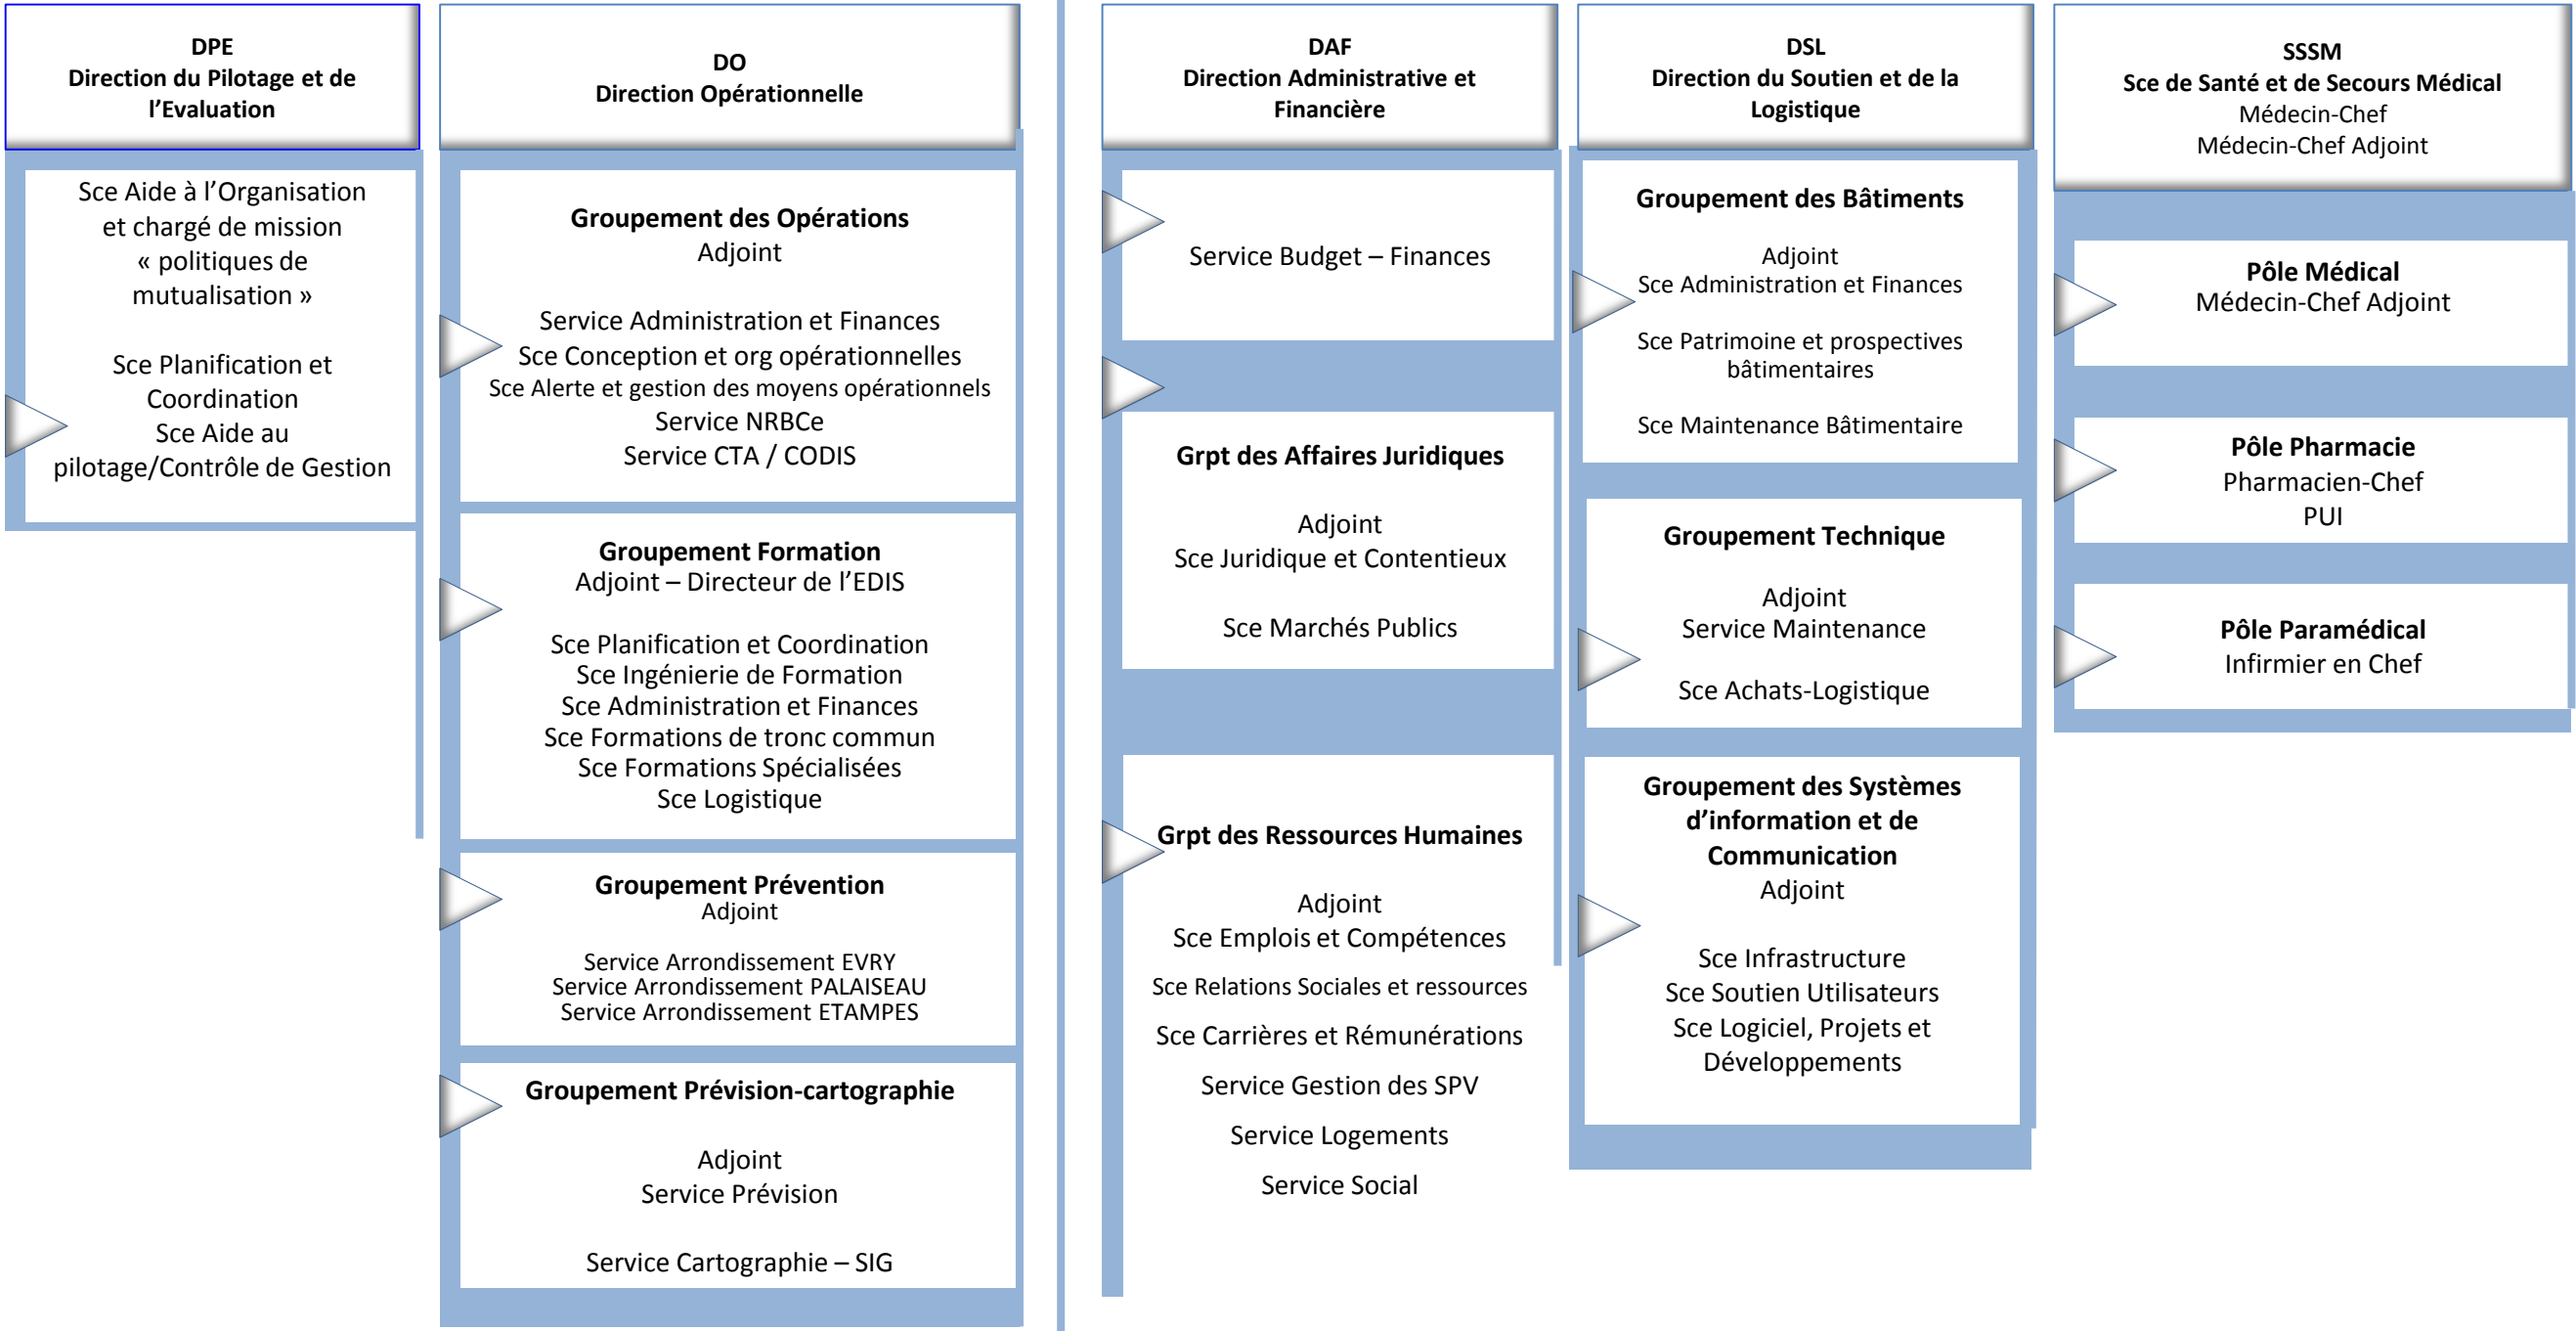 DPE
Direction du Pilotage et de
l’Evaluation
Sce Aide à l’Organisation
et chargé de mission
« politiques de
mutualisation »
Sce Planification et
Coordination
Sce Aide au
pilotage/Contrôle de Gestion
DO
Direction Opérationnelle
Groupement des Opérations
Adjoint
Service Administration et Finances
Sce Conception et org opérationnelles
Sce Alerte et gestion des moyens opérationnels
Service NRBCe
Service CTA / CODIS
Groupement Formation
Adjoint – Directeur de l’EDIS
Sce Planification et Coordination
Sce Ingénierie de Formation
Sce Administration et Finances
Sce Formations de tronc commun
Sce Formations Spécialisées
Sce Logistique
Groupement Prévention
Adjoint
Service Arrondissement EVRY
Service Arrondissement PALAISEAU
Service Arrondissement ETAMPES
Groupement Prévision-cartographie
Adjoint
Service Prévision
Service Cartographie – SIG
DAF
Direction Administrative et
Financière
Service Budget – Finances
Grpt des Affaires Juridiques
Adjoint
Sce Juridique et Contentieux
Sce Marchés Publics
Grpt des Ressources Humaines
Adjoint
Sce Emplois et Compétences
Sce Relations Sociales et ressources
Sce Carrières et Rémunérations
Service Gestion des SPV
Service Logements
Service Social
DSL
Direction du Soutien et de la
Logistique
Groupement des Bâtiments
Adjoint
Sce Administration et Finances
Sce Patrimoine et prospectives
bâtimentaires
Sce Maintenance Bâtimentaire
Groupement Technique
Adjoint
Service Maintenance
Sce Achats-Logistique
Groupement des Systèmes
d’information et de
Communication
Adjoint
Sce Infrastructure
Sce Soutien Utilisateurs
Sce Logiciel, Projets et
Développements
SSSM
Sce de Santé et de Secours Médical
Médecin-Chef
Médecin-Chef Adjoint
Pôle Médical
Médecin-Chef Adjoint
Pôle Pharmacie
Pharmacien-Chef
PUI
Pôle Paramédical
Infirmier en Chef